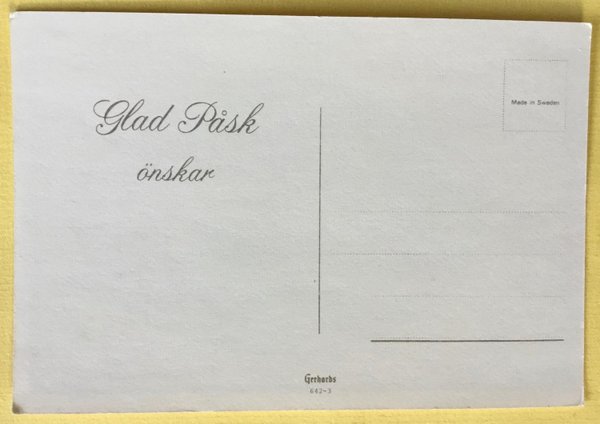 Glad Påsk
önskar
Made in Sweden
Gerhards
642-3